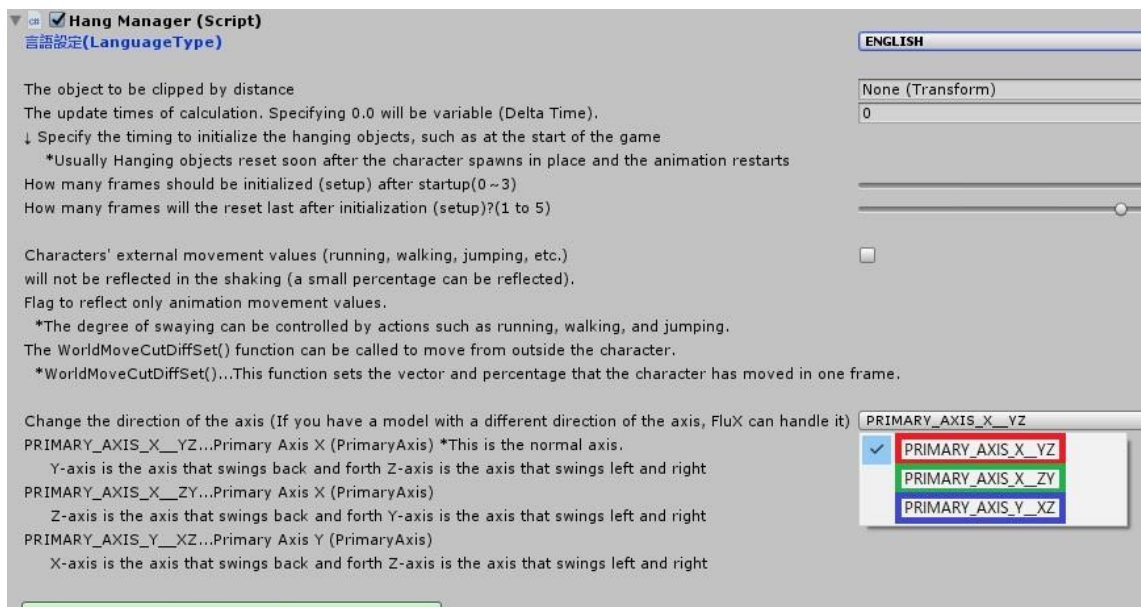 Hang Manager (Script)
言語設定(LanguageType) ENGLISH
The object to be clipped by distance None (Transform)
The update times of calculation. Specifying 0.0 will be variable (Delta Time). 0
↓ Specify the timing to initialize the hanging objects, such as at the start of the game
*Usually Hanging objects reset soon after the character spawns in place and the animation restarts
How many frames should be initialized (setup) after startup(0~3)
How many frames will the reset last after initialization (setup)?(1 to 5)
Characters' external movement values (running, walking, jumping, etc.)
will not be reflected in the shaking (a small percentage can be reflected).
Flag to reflect only animation movement values.
*The degree of swaying can be controlled by actions such as running, walking, and jumping.
The WorldMoveCutDiffSet() function can be called to move from outside the character.
*WorldMoveCutDiffSet()...This function sets the vector and percentage that the character has moved in one frame.
Change the direction of the axis (If you have a model with a different direction of the axis, FluX can handle it) PRIMARY_AXIS_X__YZ
PRIMARY_AXIS_X__YZ...Primary Axis X (PrimaryAxis) *This is the normal axis.
Y-axis is the axis that swings back and forth Z-axis is the axis that swings left and right
PRIMARY_AXIS_X__ZY...Primary Axis X (PrimaryAxis)
Z-axis is the axis that swings back and forth Y-axis is the axis that swings left and right
PRIMARY_AXIS_Y__XZ...Primary Axis Y (PrimaryAxis)
X-axis is the axis that swings back and forth Z-axis is the axis that swings left and right
PRIMARY_AXIS_X__YZ
PRIMARY_AXIS_X__ZY
PRIMARY_AXIS_Y__XZ